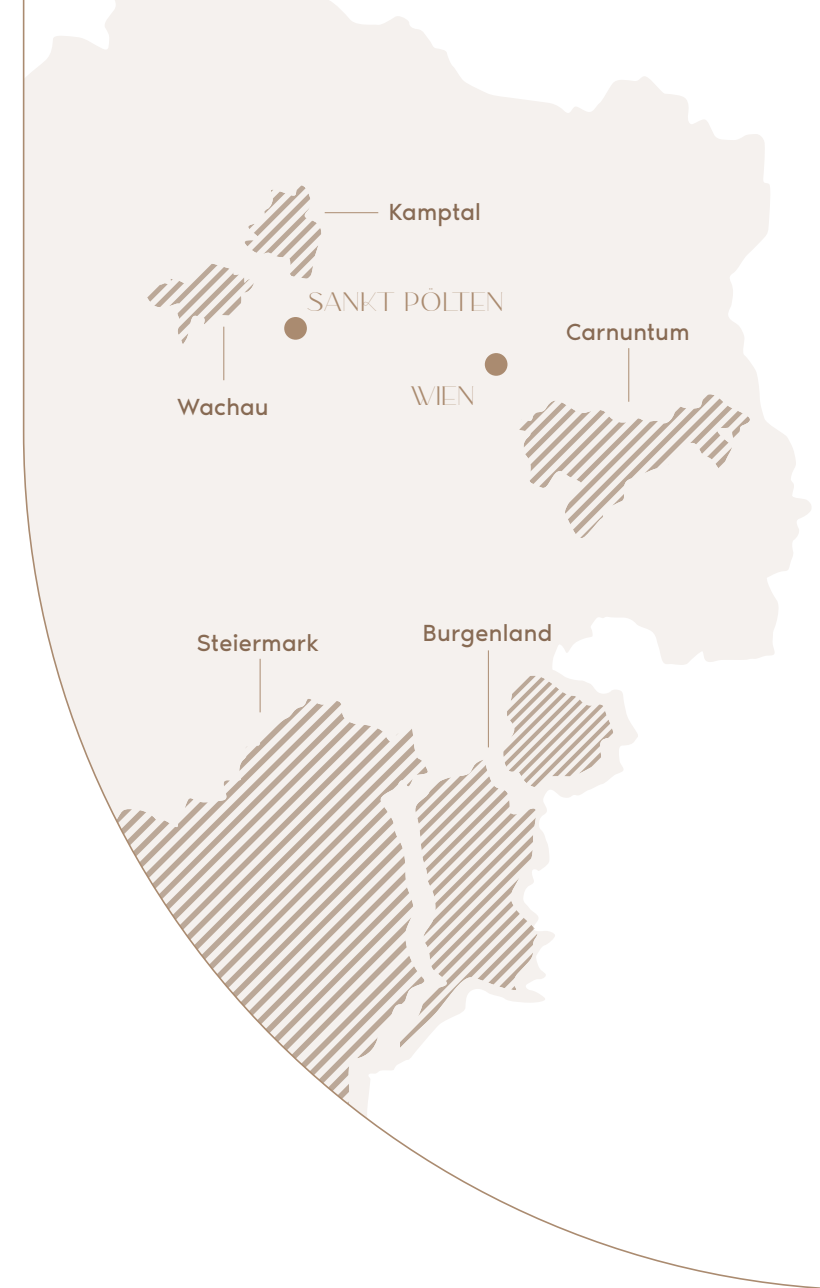 Kamptal
SANKT PÖLTEN
Carnuntum
WIEN
Wachau
Burgenland
Steiermark